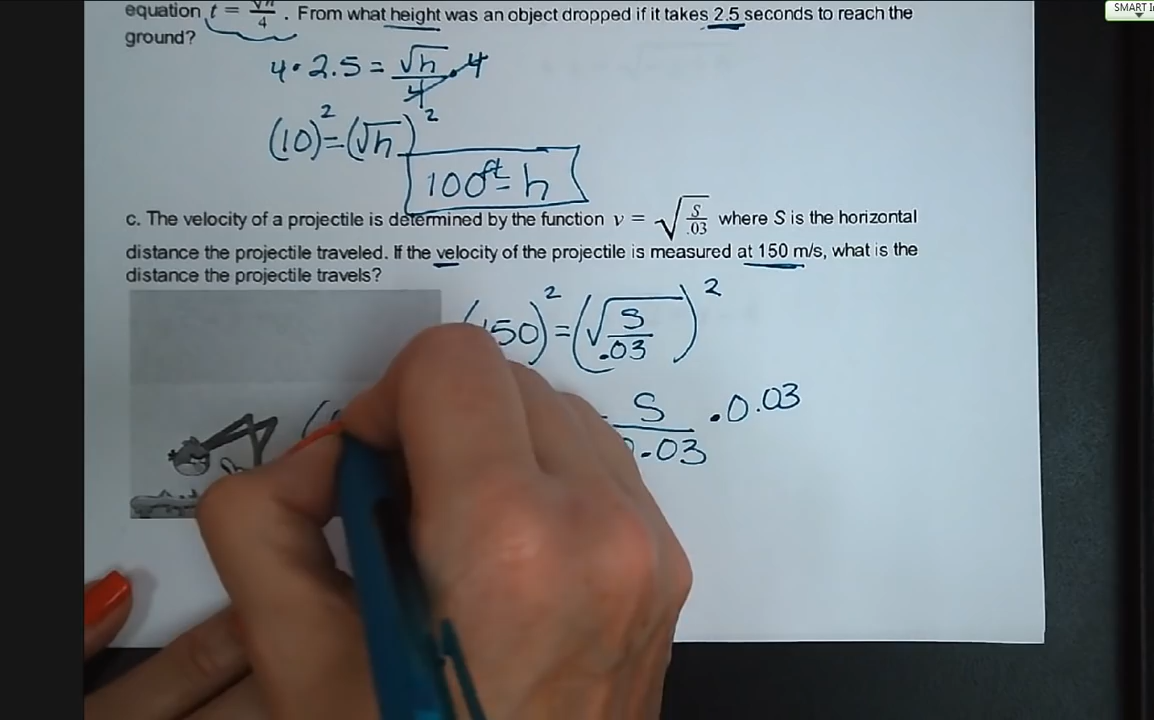 SMART
equation t = √h/4 . From what height was an object dropped if it takes 2.5 seconds to reach the
ground?
4 • 2.5 = √h/4 • 4
(10)² = (√h)²
100ft = h
c. The velocity of a projectile is determined by the function v = √S/.03 where S is the horizontal
distance the projectile traveled. If the velocity of the projectile is measured at 150 m/s, what is the
distance the projectile travels?
(150)² = (√S/.03)²
S/0.03 • 0.03